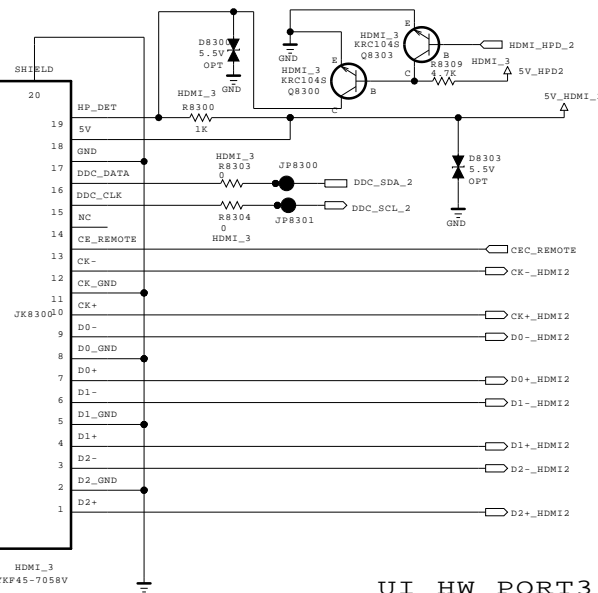 SHIELD
20
D8300
5.5V
OPT
GND
GND
E
HDMI_3
KRC104S
Q8300
B
C
HDMI_3
KRC104S
Q8303
E
B
C
HDMI_HPD_2
HDMI_3
R8309
4.7K
5V_HPD2
HDMI_3
R8300
1K
5V_HDMI_
19
HP_DET
18
5V
17
GND
16
DDC_DATA
15
DDC_CLK
14
NC
13
CE_REMOTE
12
CK-
11
CK_GND
10
CK+
9
D0-
8
D0_GND
7
D0+
6
D1-
5
D1_GND
4
D1+
3
D2-
2
D2_GND
1
D2+
JK8300
HDMI_3
R8303
0
JP8300
DDC_SDA_2
R8304
0
HDMI_3
JP8301
DDC_SCL_2
D8303
5.5V
OPT
GND
CEC_REMOTE
CK-_HDMI2
CK+_HDMI2
D0-_HDMI2
D0+_HDMI2
D1-_HDMI2
D1+_HDMI2
D2-_HDMI2
D2+_HDMI2
HDMI_3
YKF45-7058V
UI HW PORT3